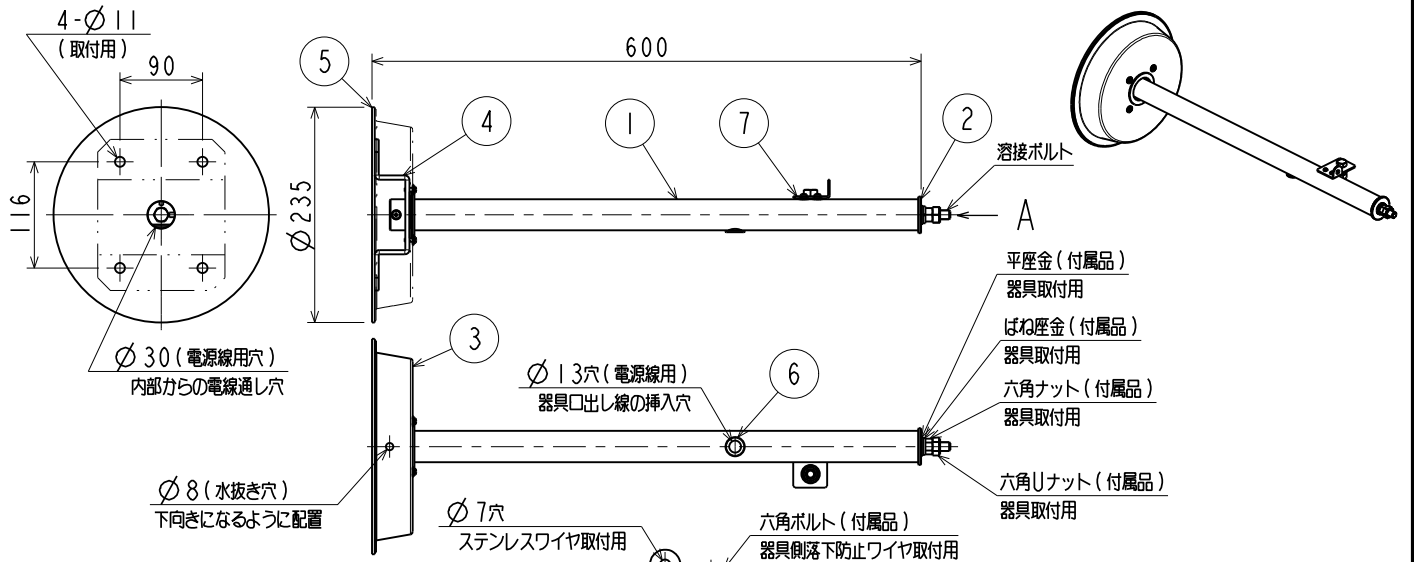 4-∅11
(取付用)
90
116
∅30(電源線用穴)
内部からの電線通し穴
600
5
4
1
7
2
溶接ボルト
A
∅235
平座金(付属品)
器具取付用
ばね座金(付属品)
器具取付用
六角ナット(付属品)
器具取付用
六角Uナット(付属品)
器具取付用
3
∅13穴(電源線用)
器具口出し線の挿入穴
6
∅8(水抜き穴)
下向きになるように配置
∅7穴
ステンレスワイヤ取付用
六角ボルト(付属品)
器具側落下防止ワイヤ取付用